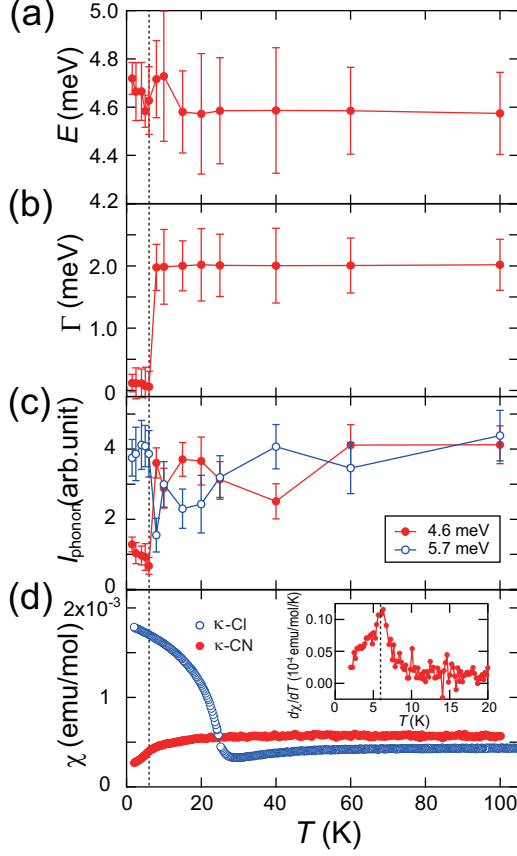 (a)
5.0
4.8
4.6
4.4
4.2
E (meV)
(b)
2.0
1.0
0
Γ (meV)
(c)
4
2
0
I_phonon (arb.unit)
4.6 meV
5.7 meV
(d)
2x10^-3
1
0
χ (emu/mol)
κ-Cl
κ-CN
0.10
0.05
0.00
dχ/dT (10^-4 emu/mol/K)
0 5 10 15 20
T (K)
0 20 40 60 80 100
T (K)